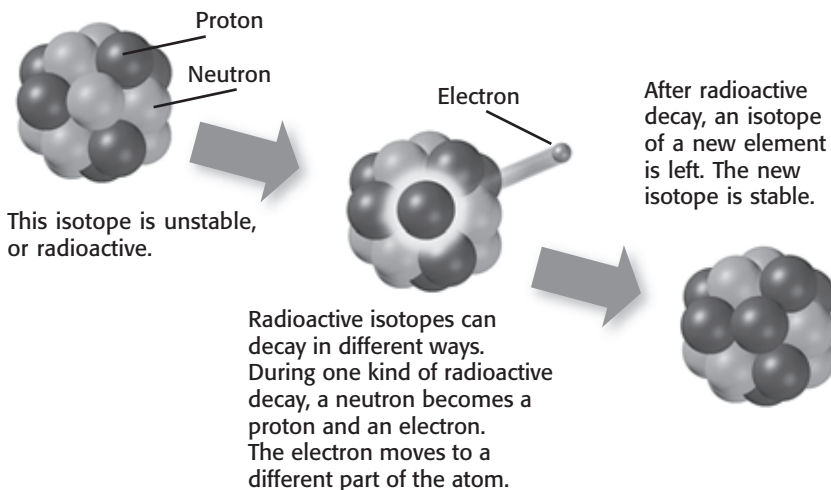 Proton
Neutron
This isotope is unstable,
or radioactive.
Electron
Radioactive isotopes can
decay in different ways.
During one kind of radioactive
decay, a neutron becomes a
proton and an electron.
The electron moves to a
different part of the atom.
After radioactive
decay, an isotope
of a new element
is left. The new
isotope is stable.